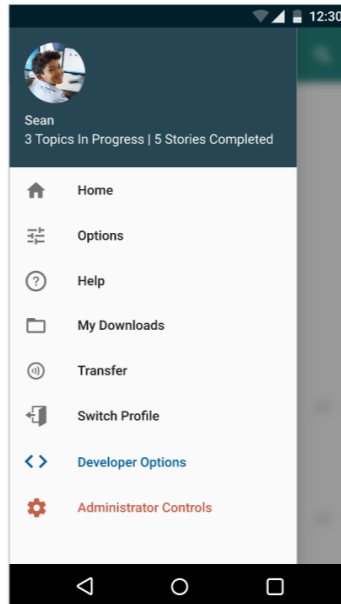 12:30
Sean
3 Topics In Progress | 5 Stories Completed
Home
Options
Help
My Downloads
Transfer
Switch Profile
Developer Options
Administrator Controls